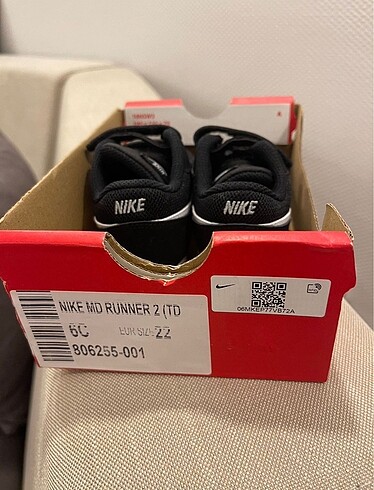 NIKE
NIKE
NIKE MD RUNNER 2 (TD
6C EUR SIZE 22
806255-001
06MKEP77VB72A